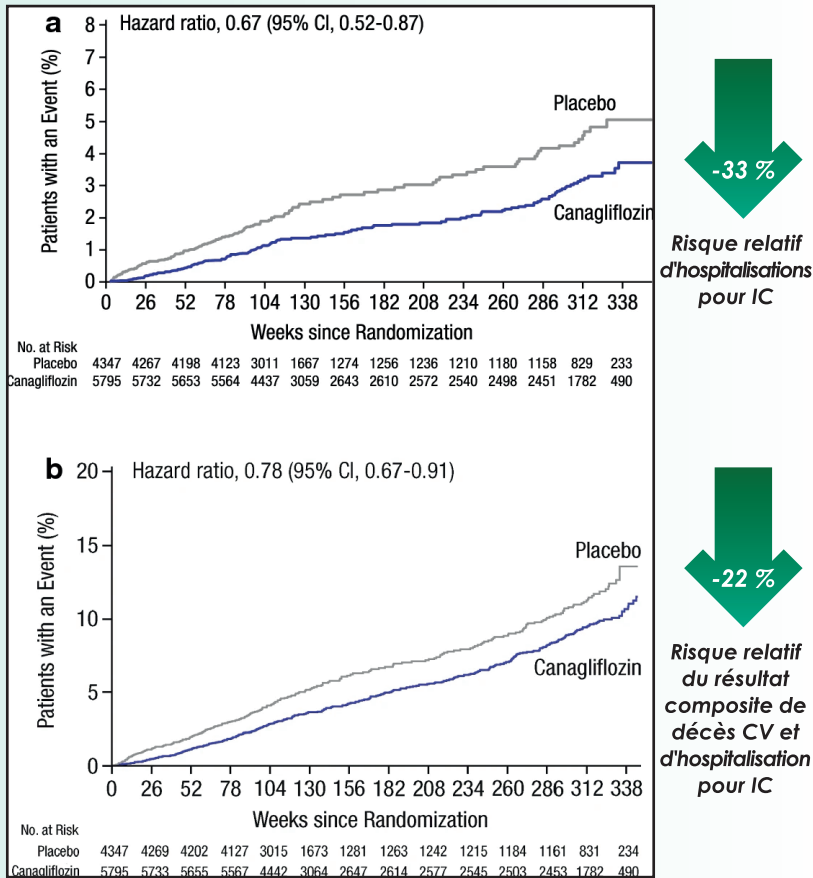 a
Hazard ratio, 0.67 (95% CI, 0.52-0.87)
Patients with an Event (%)
8
7
6
5
4
3
2
1
0
Placebo
Canagliflozin
0 26 52 78 104 130 156 182 208 234 260 286 312 338
Weeks since Randomization
No. at Risk
Placebo 4347 4267 4198 4123 3011 1667 1274 1256 1236 1210 1180 1158 829 233
Canagliflozin 5795 5732 5653 5564 4437 3059 2643 2610 2572 2540 2498 2451 1782 490
-33 %
Risque relatif
d'hospitalisations
pour IC
b
Hazard ratio, 0.78 (95% CI, 0.67-0.91)
Patients with an Event (%)
20
15
10
5
0
Placebo
Canagliflozin
0 26 52 78 104 130 156 182 208 234 260 286 312 338
Weeks since Randomization
No. at Risk
Placebo 4347 4269 4202 4127 3015 1673 1281 1263 1242 1215 1184 1161 831 234
Canagliflozin 5795 5733 5655 5567 4442 3064 2647 2614 2577 2545 2503 2453 1782 490
-22 %
Risque relatif
du résultat
composite de
décès CV et
d'hospitalisation
pour IC